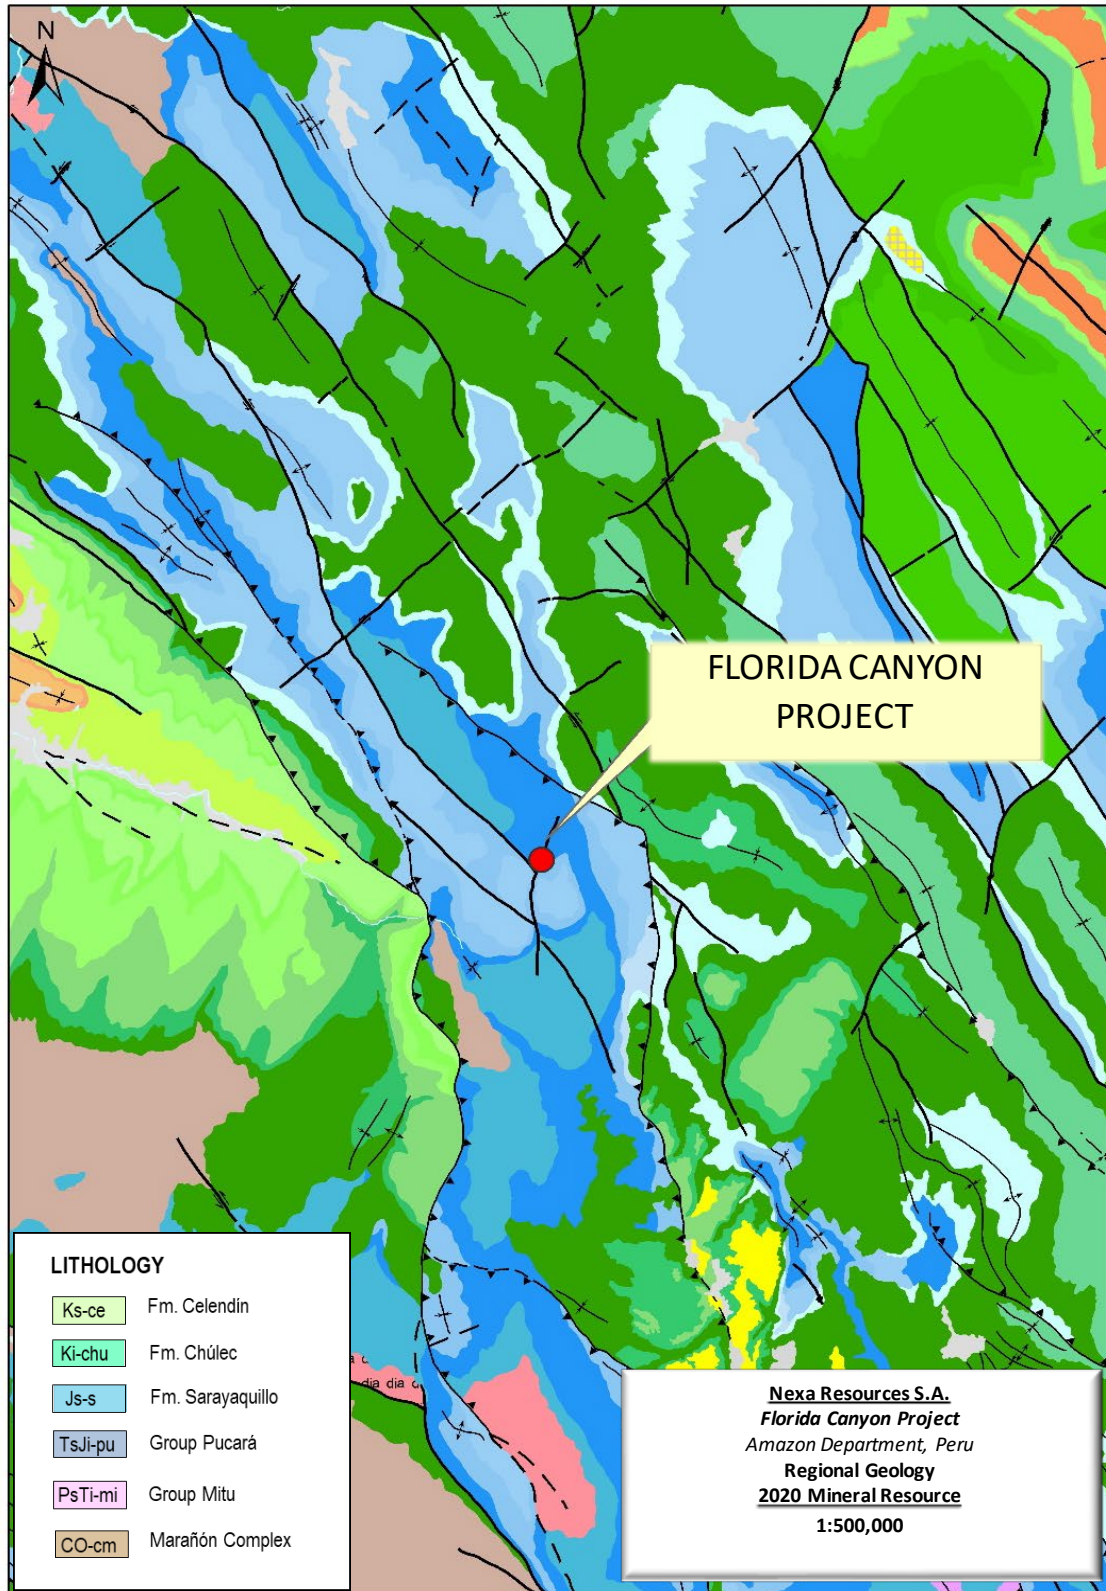 N
FLORIDA CANYON
PROJECT
LITHOLOGY
Ks-ce Fm. Celendín
Ki-chu Fm. Chúlec
Js-s Fm. Sarayaquillo
TsJi-pu Group Pucará
PsTi-mi Group Mitu
CO-cm Marañón Complex
dia dia
Nexa Resources S.A.
Florida Canyon Project
Amazon Department, Peru
Regional Geology
2020 Mineral Resource
1:500,000